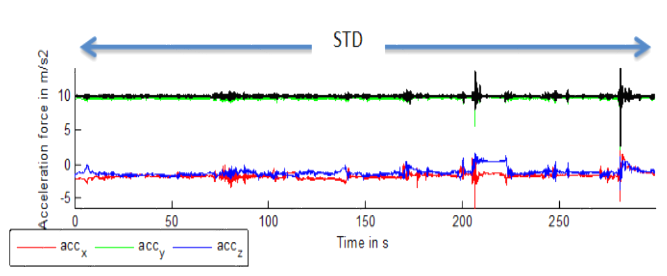 STD
Acceleration force in m/s2
10
5
0
-5
0 50 100 150 200 250
Time in s
acc_x acc_y acc_z